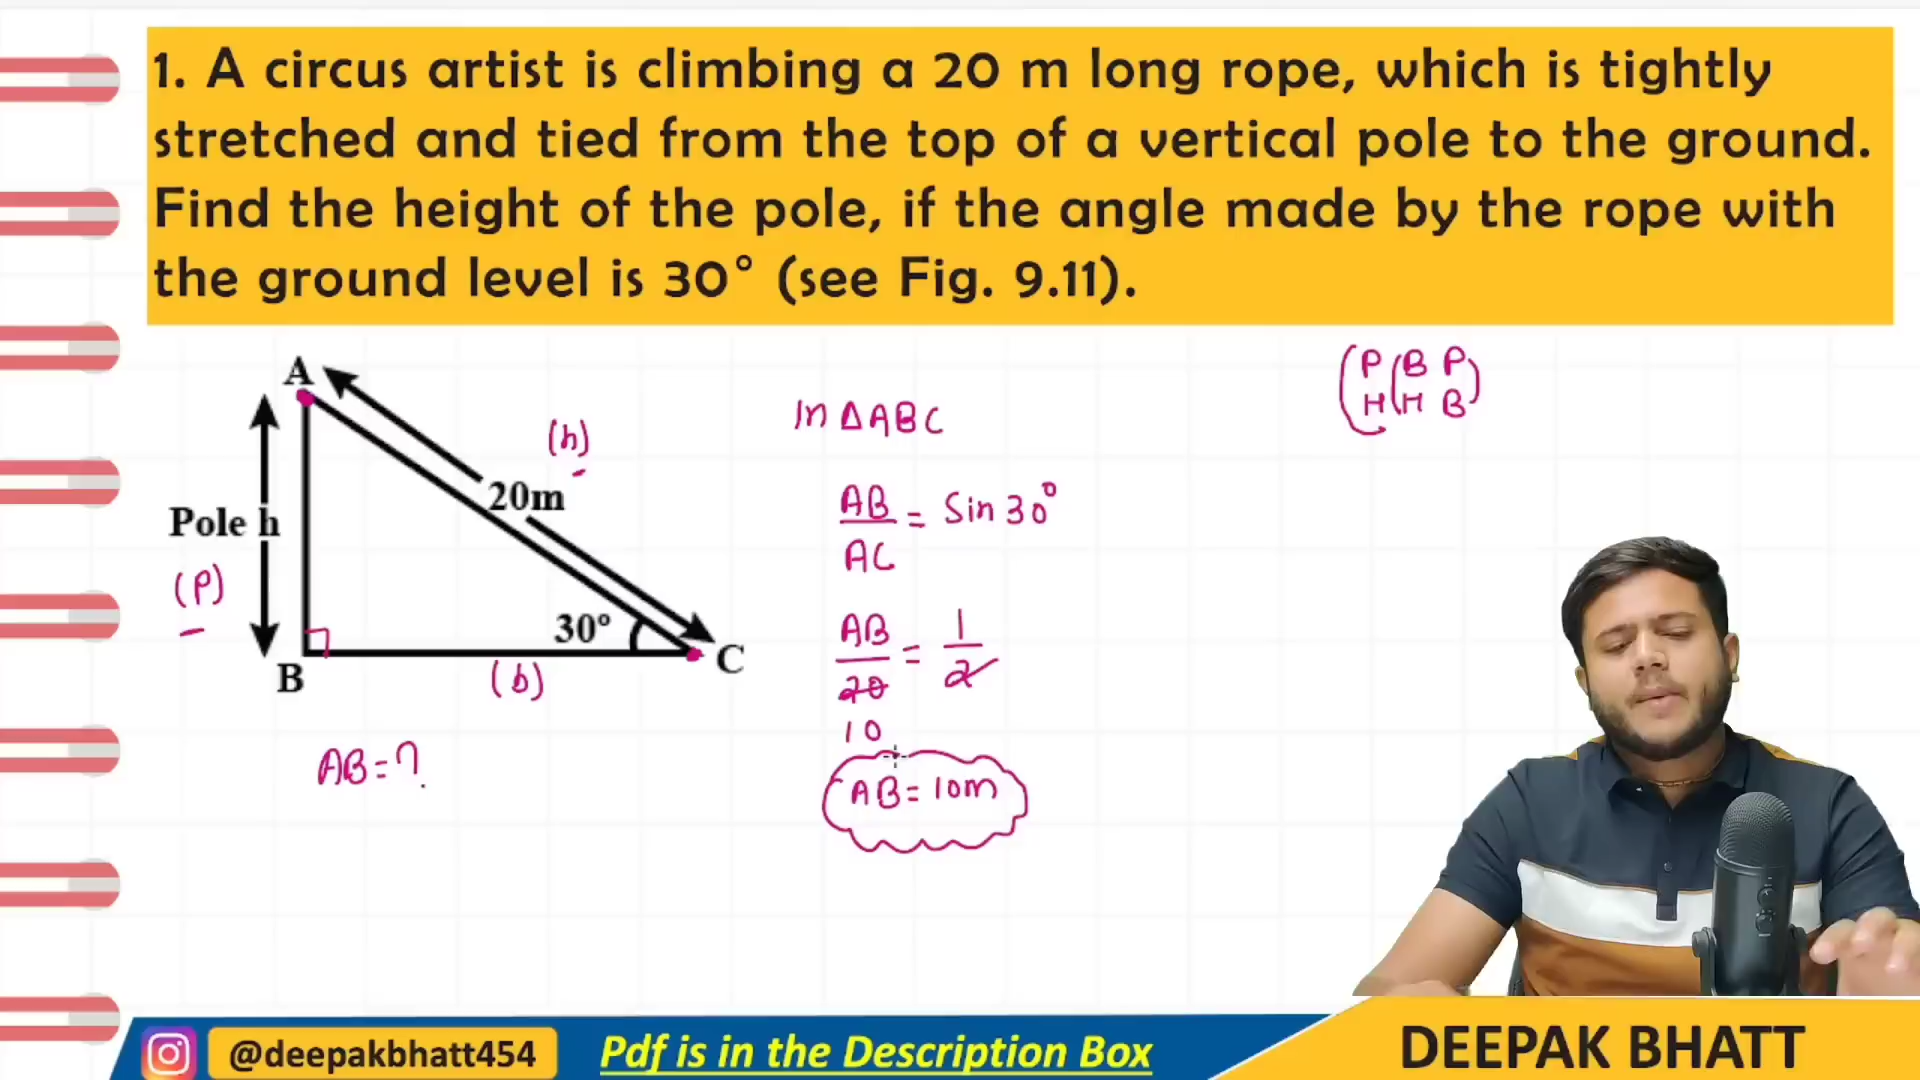 1. A circus artist is climbing a 20 m long rope, which is tightly
stretched and tied from the top of a vertical pole to the ground.
Find the height of the pole, if the angle made by the rope with
the ground level is 30° (see Fig. 9.11).
A
(h)
20m
Pole h
(P)
30°
B
(b)
C
AB=?
In ΔABC
AB
AC
= Sin 30°
AB
20
= 1
2
10
AB = 10m
P B P
H H B
@deepakbhatt454
Pdf is in the Description Box
DEEPAK BHATT